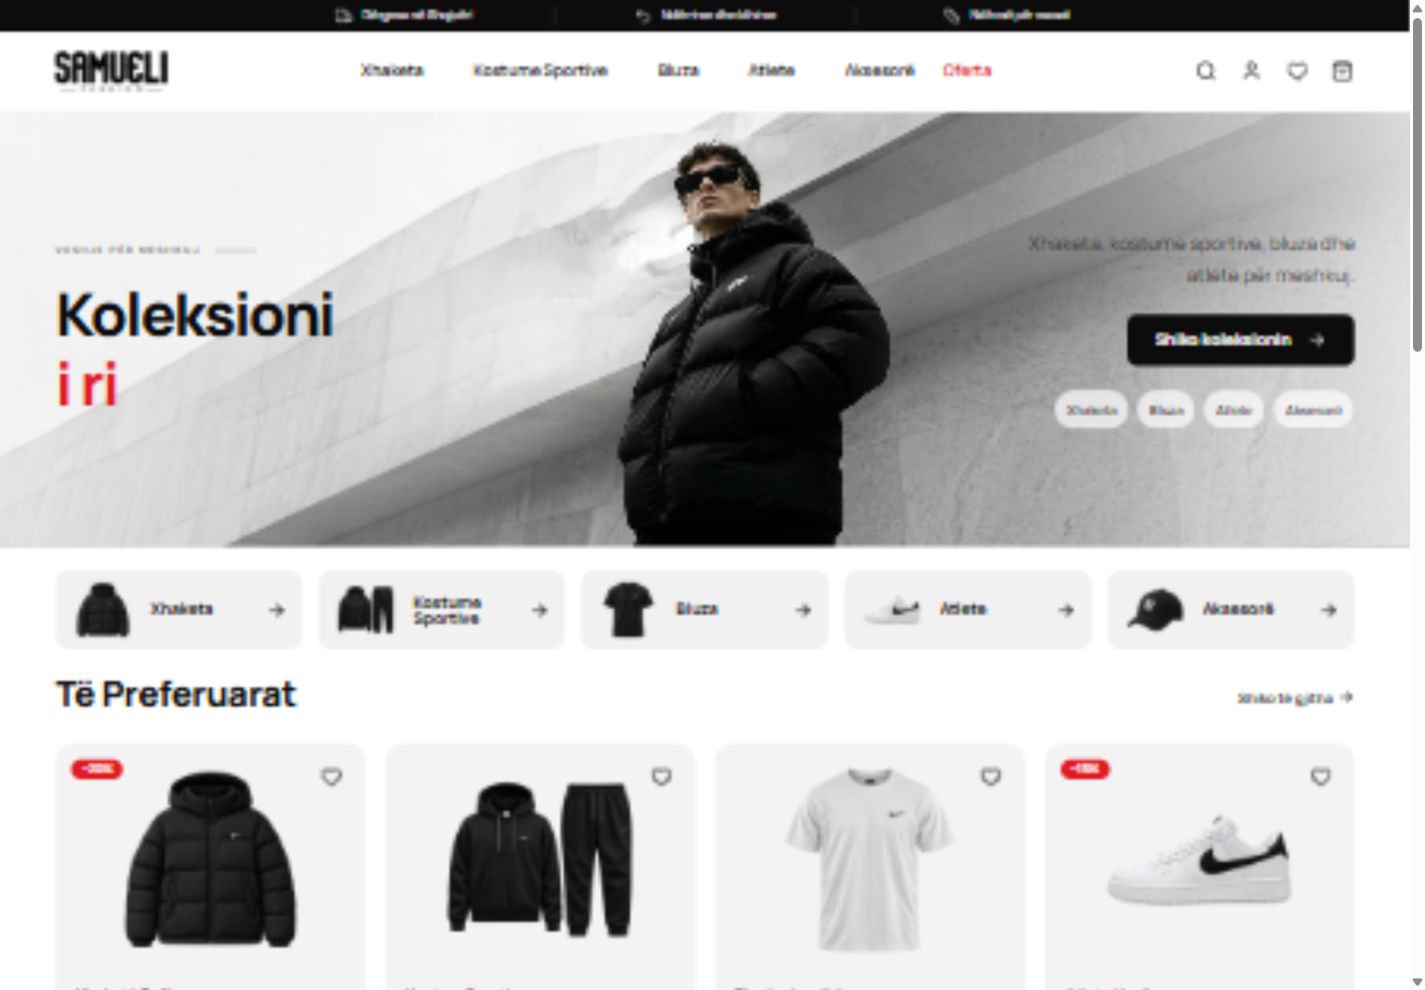 SAMUELI
Xhaketa
Kostume Sportive
Bluza
Atlete
Aksesorë
Oferta
Koleksioni
i ri
Xhaketa, kostume sportive, bluza dhe
atlete për meshkuj.
Shiko koleksionin
Xhaketa
Bluza
Atlete
Aksesorë
Xhaketa
Kostume
Sportive
Bluza
Atlete
Aksesorë
Të Preferuarat
Shiko të gjitha